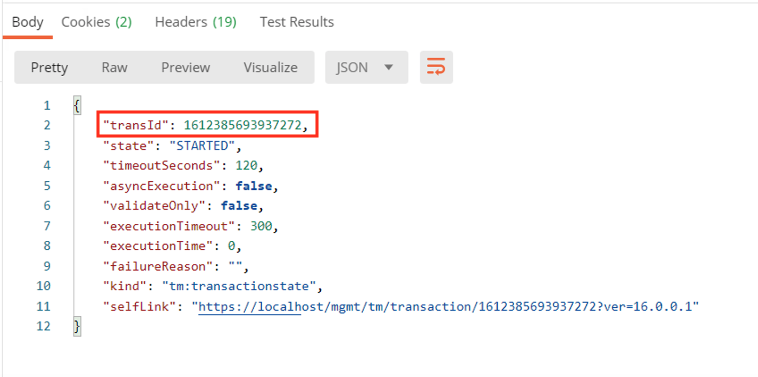 Body Cookies (2) Headers (19) Test Results
Pretty Raw Preview Visualize JSON
1 {
2 "transId": 1612385693937272,
3 "state": "STARTED",
4 "timeoutSeconds": 120,
5 "asyncExecution": false,
6 "validateOnly": false,
7 "executionTimeout": 300,
8 "executionTime": 0,
9 "failureReason": "",
10 "kind": "tm:transactionstate",
11 "selfLink": "https://localhost/mgmt/tm/transaction/1612385693937272?ver=16.0.0.1"
12 }